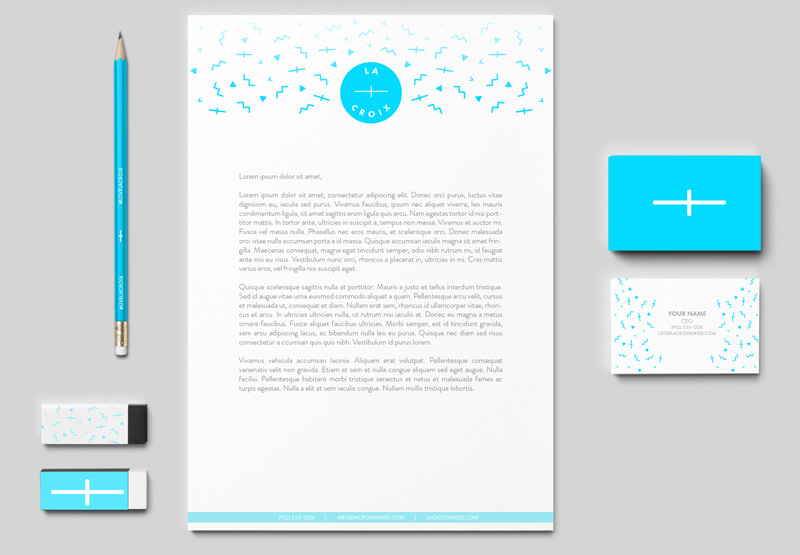 LA
CROIX
Lorem ipsum dolor sit amet,
Lorem ipsum dolor sit amet, consectetur adipiscing elit. Donec orci purus, luctus vitae
dignissim eu, iaculis sed purus. Vivamus faucibus, ipsum nec aliquet viverra, leo mauris
condimentum ligula, sit amet sagittis enim ligula quis arcu. Nam egestas tortor id nisi port-
titor mattis. In tortor ante, ultricies in suscipit a, tempus non massa. Vivamus et auctor mi.
Fusce vel massa nulla. Phasellus nec eros mauris, et scelerisque orci. Donec malesuada
orci vitae nulla accumsan porta a id massa. Quisque accumsan iaculis magna sit amet frin-
gilla. Maecenas consequat, magna eget tincidunt semper, odio nibh rutrum mi, id feugiat
ante nisi eu risus. Vestibulum nunc orci, rhoncus a placerat in, ultricies in mi. Cras mattis
varius eros, vel fringilla nisi suscipit eget.
Quisque scelerisque sagittis nulla at porttitor. Mauris a justo et tellus interdum tristique.
Sed id augue vitae urna euismod commodo aliquet a quam. Pellentesque arcu velit, cursus
et malesuada ut, consequat et diam. Nullam erat sem, rhoncus id ullamcorper vitae, rhon-
cus et arcu. In ultricies ultricies nulla, ut rutrum nisi iaculis at. Donec eu magna a metus
ornare faucibus. Fusce aliquet faucibus ultricies. Morbi semper, est id tincidunt gravida,
sem arcu adipiscing lacus, ac bibendum nulla leo eu purus. Quisque nec diam sed risus
consectetur a ccumsan quis quis nibh. Vestibulum id purus lorem.
Vivamus vehicula accumsan lacinia. Aliquam erat volutpat. Pellentesque consequat
venenatis velit non gravida. Etiam et sem et nulla congue aliquam sed eget augue. Nulla
facilisi. Pellentesque habitant morbi tristique senectus et netus et malesuada fames ac
turpis egestas. Nulla a elit at sem iaculis congue. Nullam mollis tristique lobortis.
(912) 555-1234 | ABC@LACROIXWATER.COM | LACROIXWATER.COM
#LOVELACROIX
#LIVELACROIX
YOUR NAME
CEO
(912) 555-1234
CEO@LACROIXWATER.COM